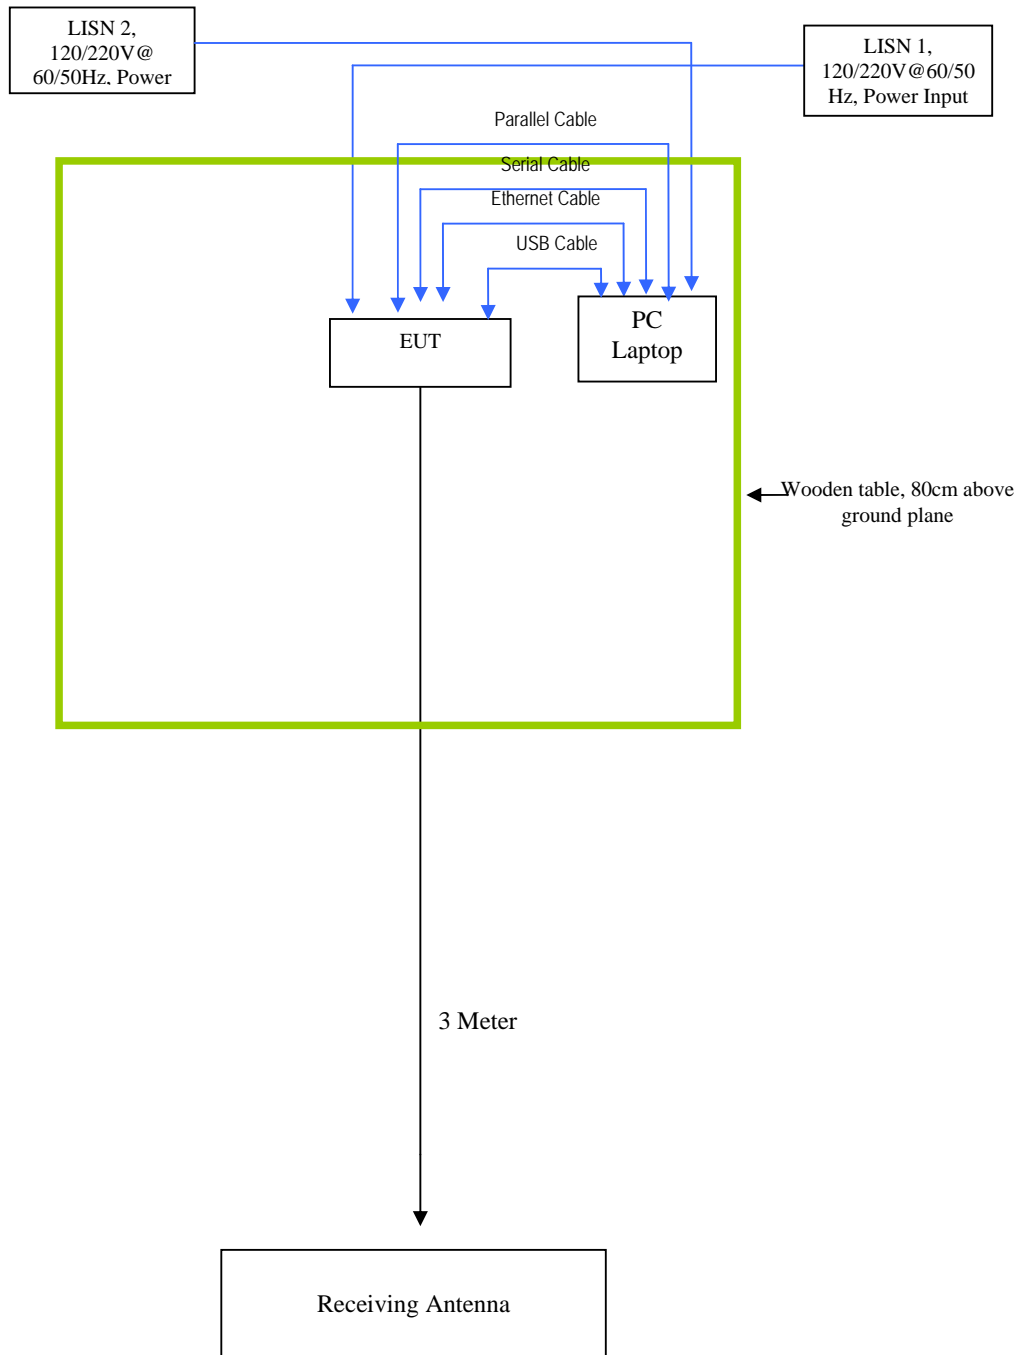 LISN 2,
120/220V@
60/50Hz, Power
LISN 1,
120/220V@60/50
Hz, Power Input
Parallel Cable
Serial Cable
Ethernet Cable
USB Cable
EUT
PC
Laptop
Wooden table, 80cm above
ground plane
3 Meter
Receiving Antenna